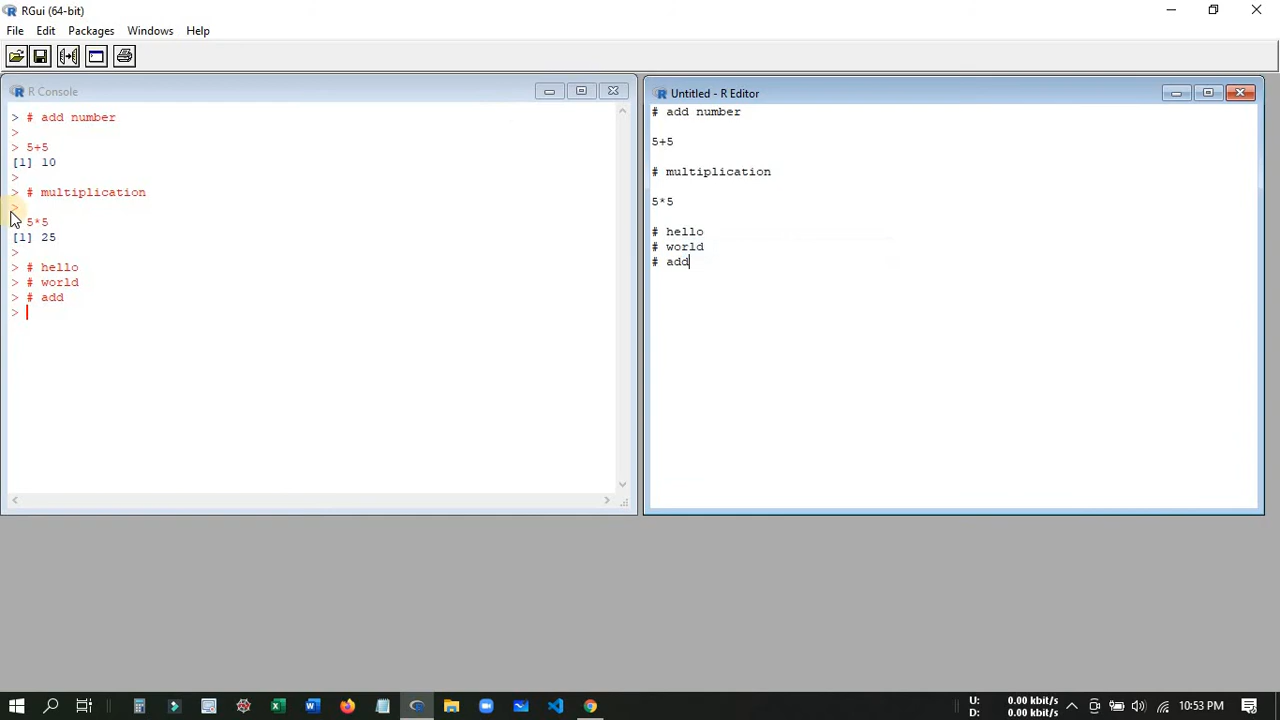 RGui (64-bit)
File Edit Packages Windows Help
R Console
> # add number
>
> 5+5
[1] 10
>
> # multiplication
>
5*5
[1] 25
>
> # hello
> # world
> # add
>
Untitled - R Editor
# add number
5+5
# multiplication
5*5
# hello
# world
# add
U: 0.00 kbit/s
D: 0.00 kbit/s
10:53 PM